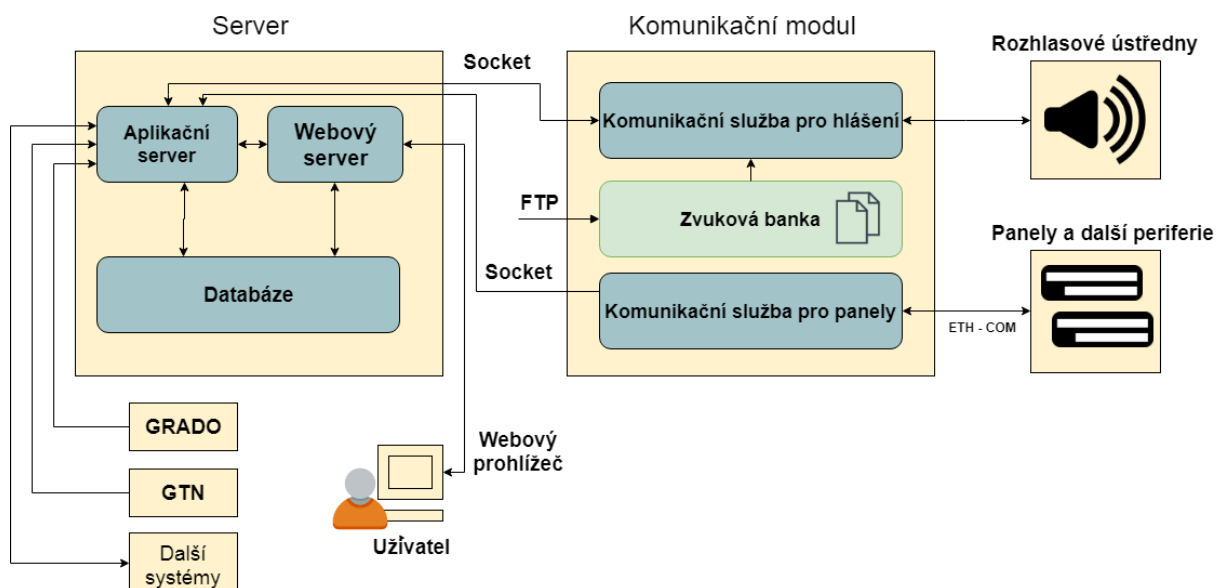 Server
Komunikační modul
Rozhlasové ústředny
Socket
Aplikační
server
Webový
server
Komunikační služba pro hlášení
FTP
Zvuková banka
Panely a další periferie
Socket
Databáze
Komunikační služba pro panely
ETH - COM
GRADO
Webový
prohlížeč
GTN
Uživatel
Další
systémy